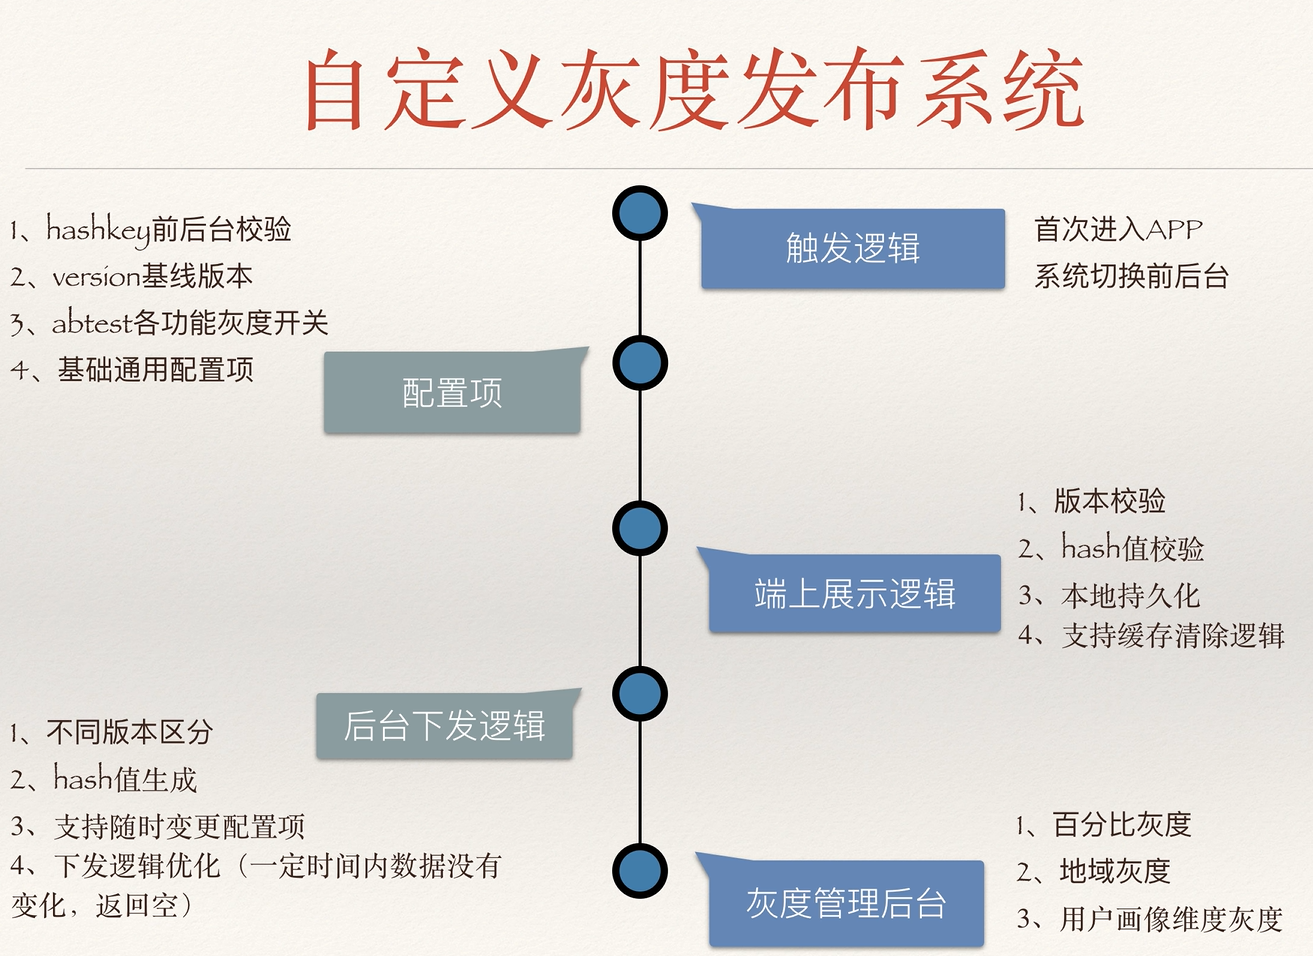 自定义灰度发布系统
触发逻辑
首次进入APP
系统切换前后台
1、hashkey前后台校验
2、version基线版本
3、abtest各功能灰度开关
4、基础通用配置项
配置项
端上展示逻辑
1、版本校验
2、hash值校验
3、本地持久化
4、支持缓存清除逻辑
后台下发逻辑
1、不同版本区分
2、hash值生成
3、支持随时变更配置项
4、下发逻辑优化（一定时间内数据没有
变化，返回空）
灰度管理后台
1、百分比灰度
2、地域灰度
3、用户画像维度灰度